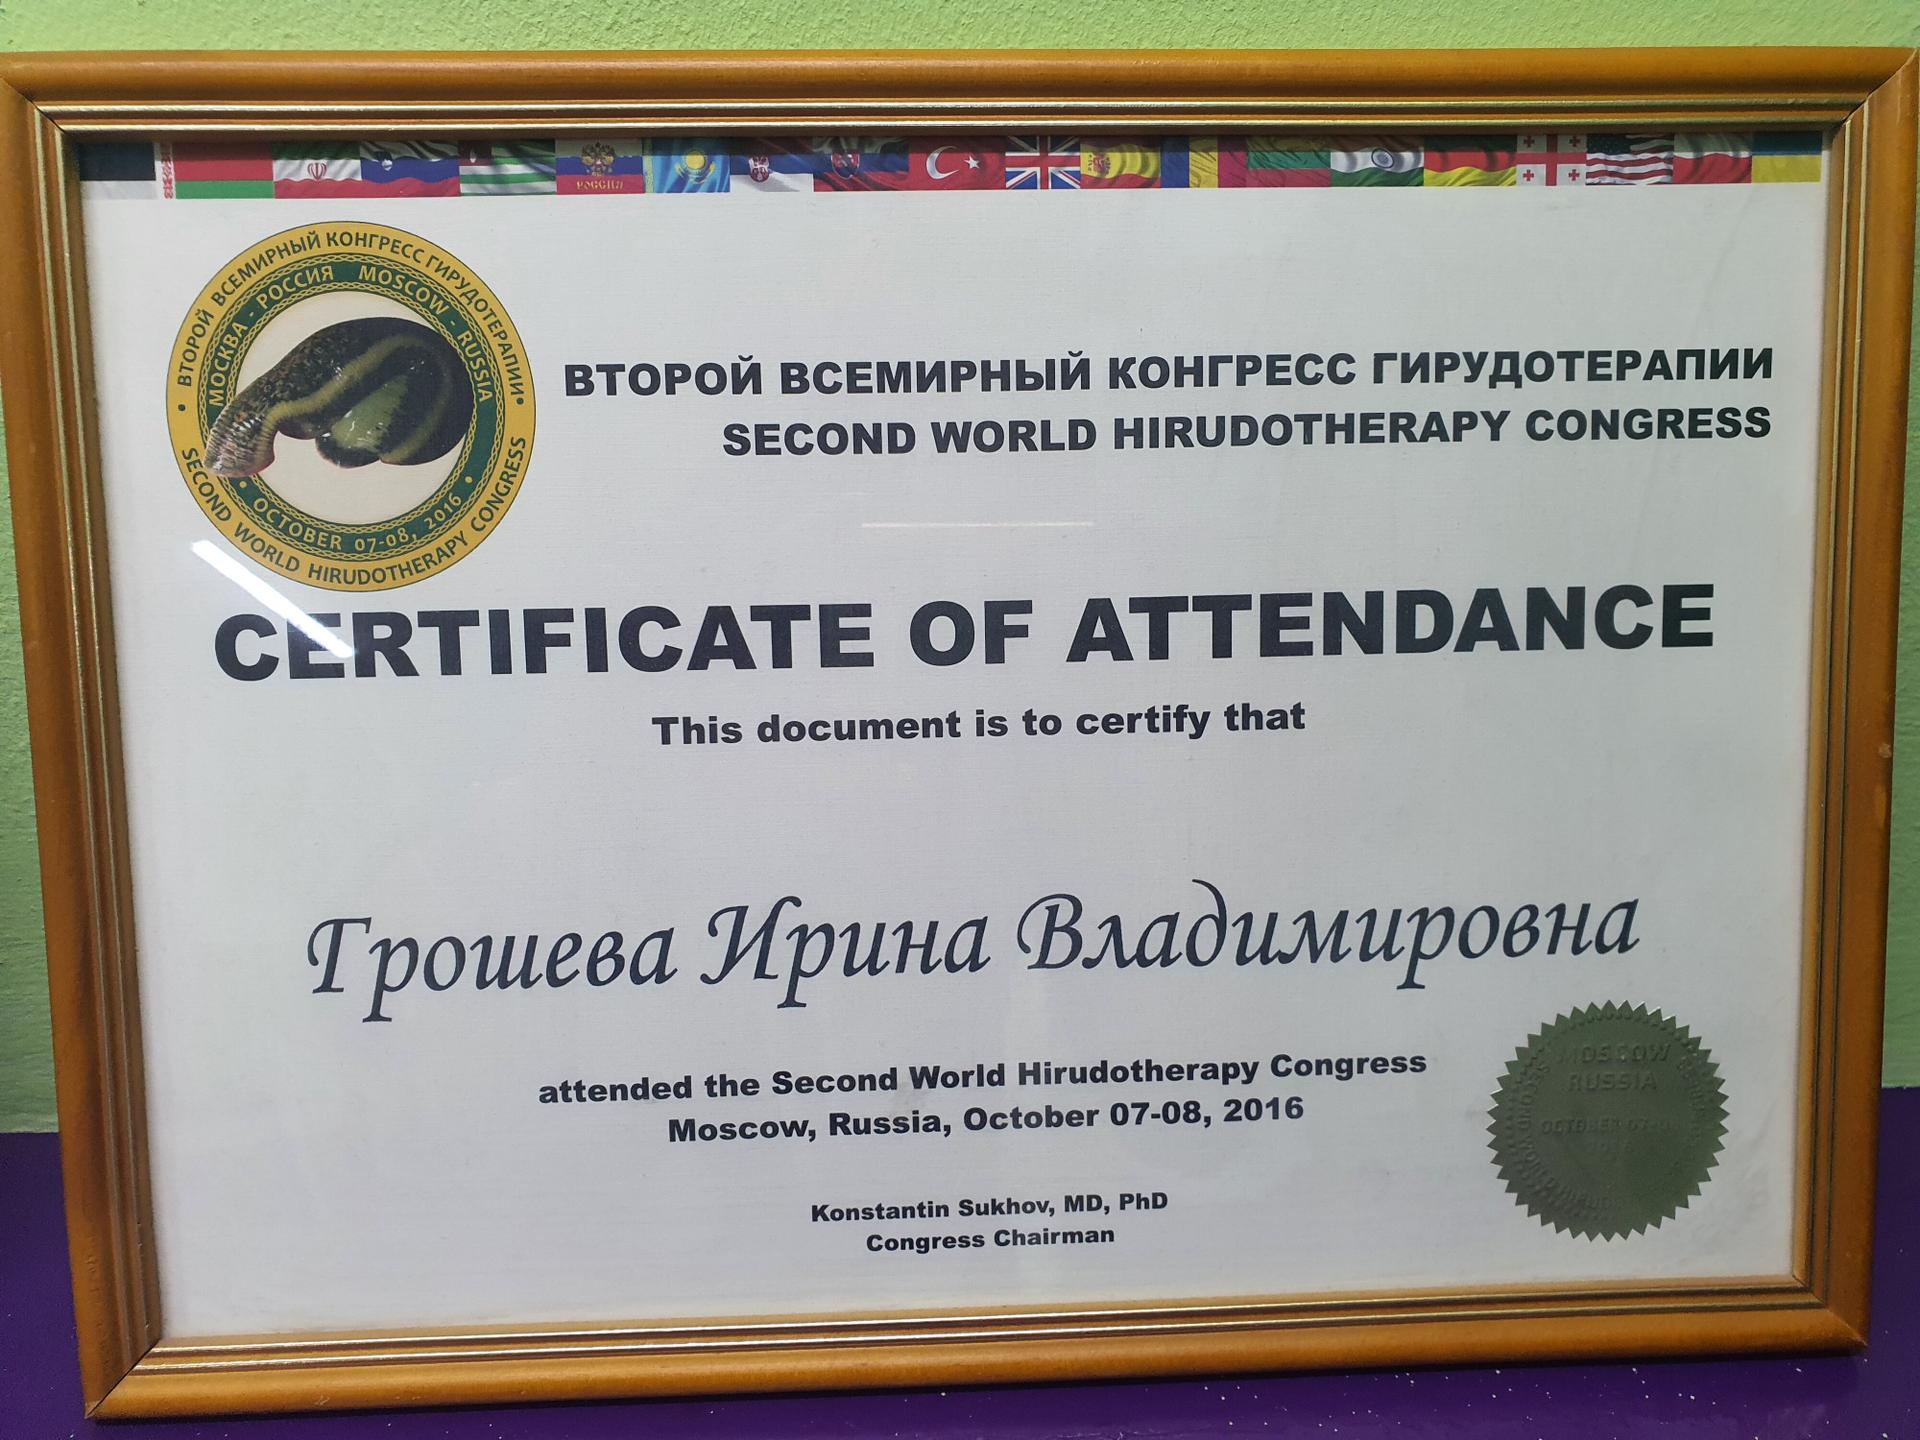 РОССИЯ
ВТОРОЙ ВСЕМИРНЫЙ КОНГРЕСС ГИРУДОТЕРАПИИ
МОСКВА - РОССИЯ MOSCOW - RUSSIA
OCTOBER 07-08, 2016
SECOND WORLD HIRUDOTHERAPY CONGRESS
ВТОРОЙ ВСЕМИРНЫЙ КОНГРЕСС ГИРУДОТЕРАПИИ
SECOND WORLD HIRUDOTHERAPY CONGRESS
CERTIFICATE OF ATTENDANCE
This document is to certify that
Грошева Ирина Владимировна
attended the Second World Hirudotherapy Congress
Moscow, Russia, October 07-08, 2016
Konstantin Sukhov, MD, PhD
Congress Chairman
MOSCOW
RUSSIA